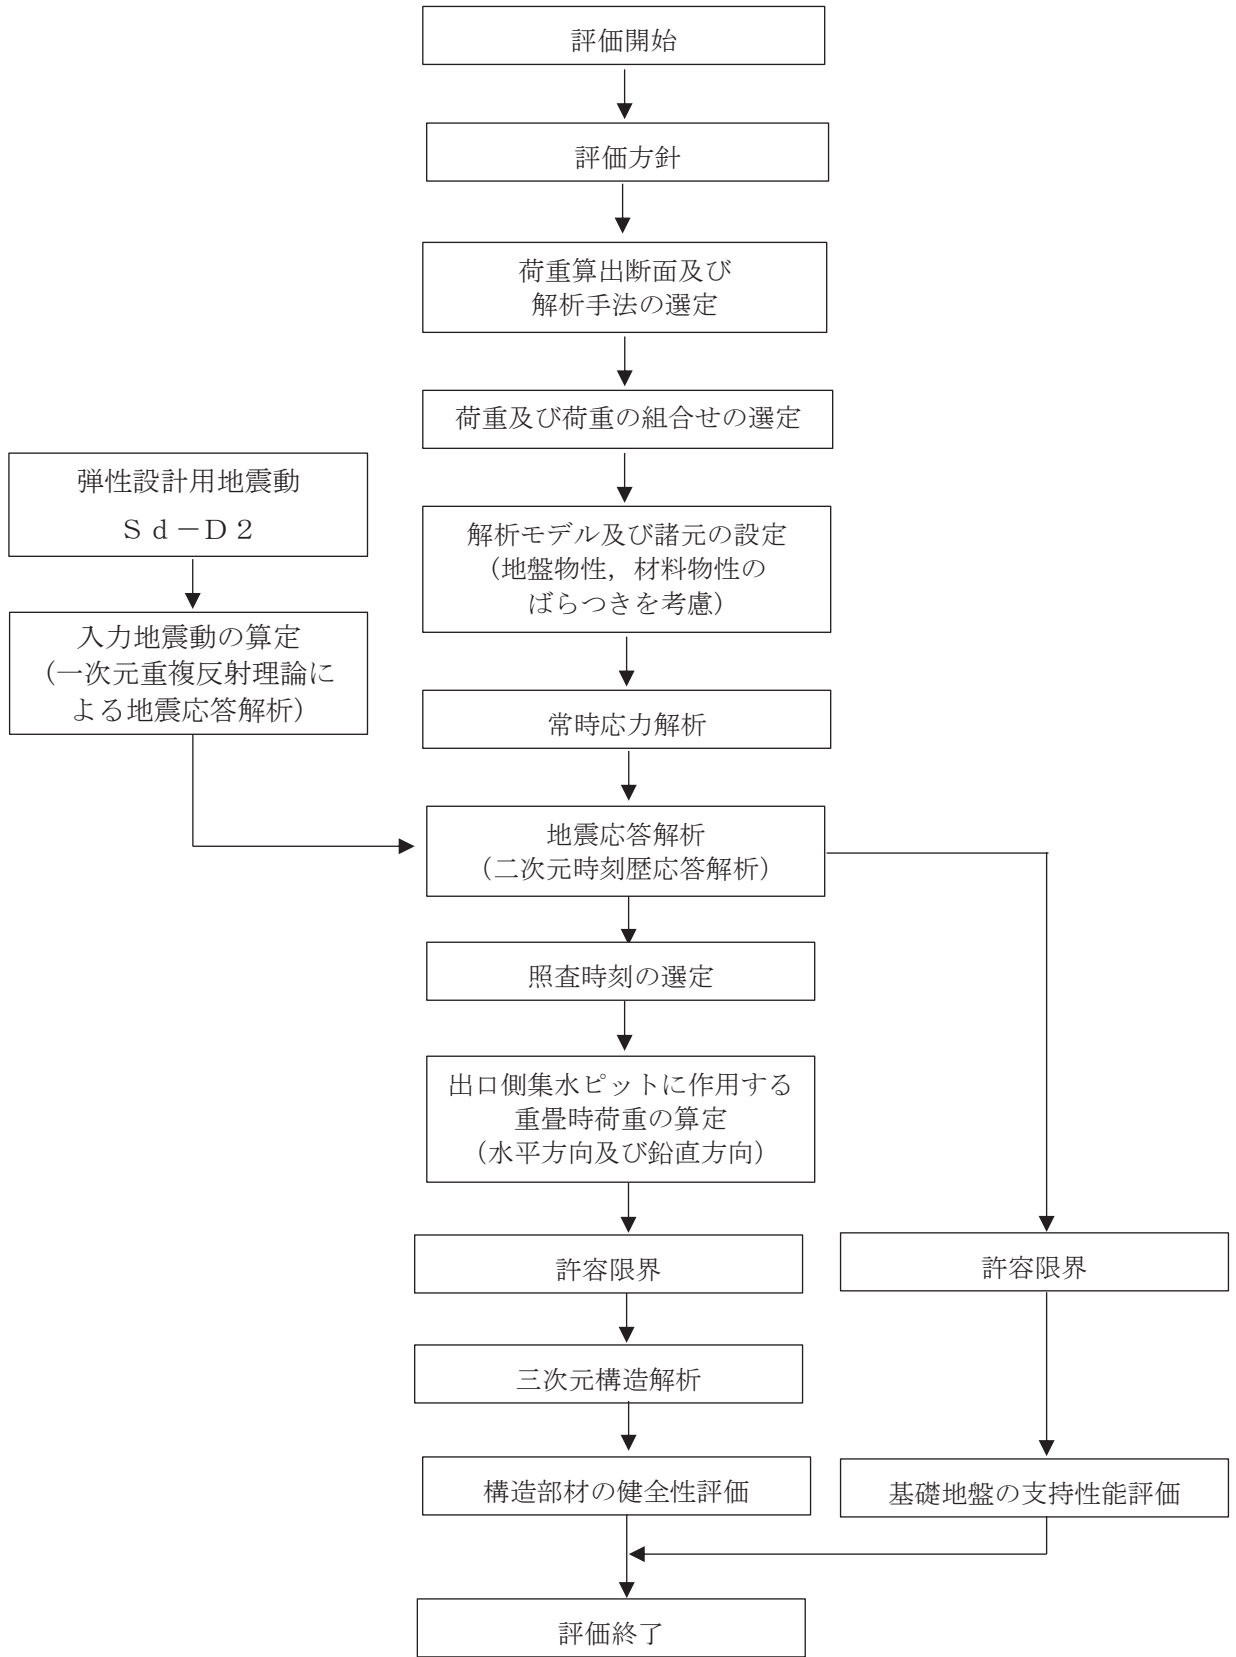 評価開始
評価方針
荷重算出断面及び
解析手法の選定
荷重及び荷重の組合せの選定
弾性設計用地震動
Ｓｄ－Ｄ２
解析モデル及び諸元の設定
（地盤物性，材料物性の
ばらつきを考慮）
入力地震動の算定
（一次元重複反射理論に
よる地震応答解析）
常時応力解析
地震応答解析
（二次元時刻歴応答解析）
照査時刻の選定
出口側集水ピットに作用する
重畳時荷重の算定
（水平方向及び鉛直方向）
許容限界
許容限界
三次元構造解析
構造部材の健全性評価
基礎地盤の支持性能評価
評価終了